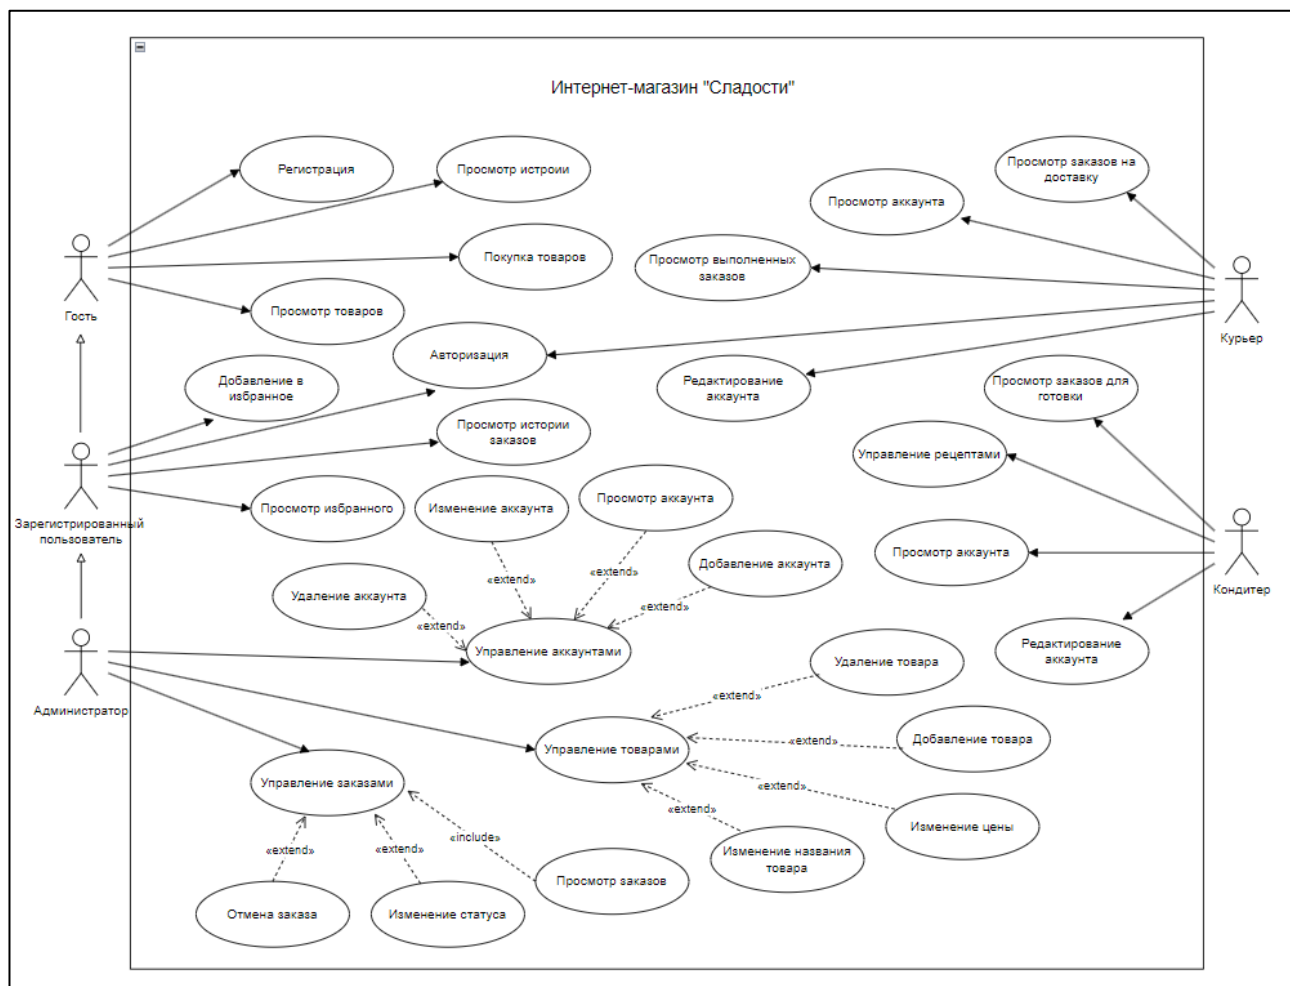 Интернет-магазин "Сладости"
Регистрация
Просмотр истроии
Просмотр заказов на
доставку
Просмотр аккаунта
Покупка товаров
Просмотр выполненных
заказов
Просмотр товаров
Гость
Курьер
Авторизация
Добавление в
избранное
Редактирование
аккаунта
Просмотр заказов для
готовки
Просмотр истории
заказов
Управление рецептами
Просмотр избранного
Изменение аккаунта
Просмотр аккаунта
Зарегистрированный
пользователь
Просмотр аккаунта
Добавление аккаунта
«extend»
«extend»
«extend»
Кондитер
Удаление аккаунта
«extend»
Управление аккаунтами
Редактирование
аккаунта
Удаление товара
Администратор
«extend»
Управление товарами
«extend»
Добавление товара
Управление заказами
«extend»
«extend»
Изменение цены
«include»
«extend»
«extend»
Изменение названия
товара
Просмотр заказов
Отмена заказа
Изменение статуса